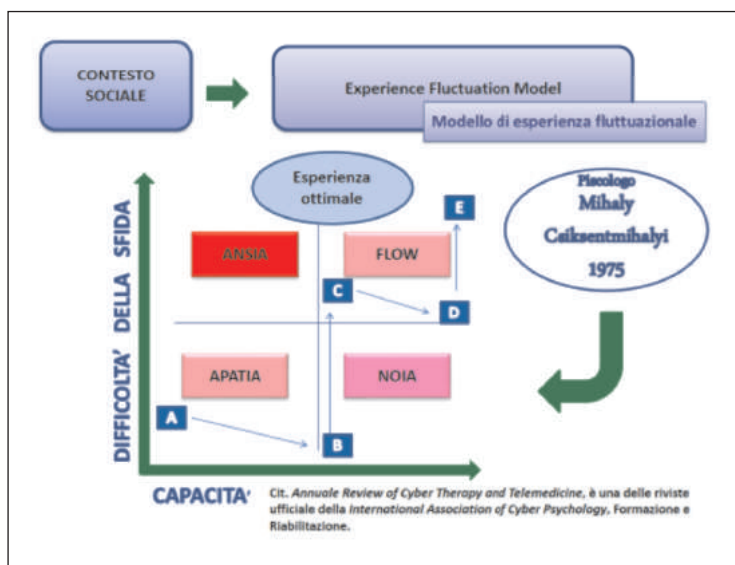 CONTESTO
SOCIALE
Experience Fluctuation Model
Modello di esperienza fluttuazionale
Esperienza
ottimale
Piscologo
Mihaly
Csiksentmihalyi
1975
DIFFICOLTA’ DELLA SFIDA
ANSIA
FLOW
E
C
D
APATIA
NOIA
A
B
CAPACITA’
Cit. Annuale Review of Cyber Therapy and Telemedicine, è una delle riviste
ufficiale della International Association of Cyber Psychology, Formazione e
Riabilitazione.